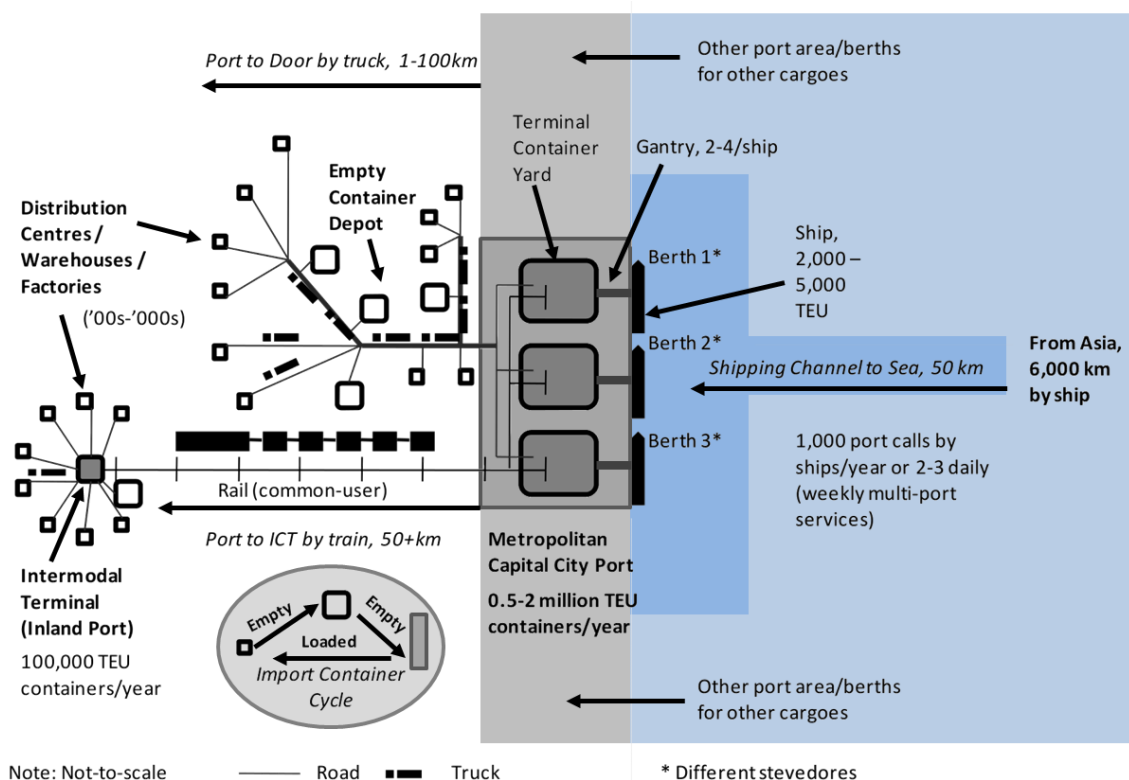 Port to Door by truck, 1-100km
Other port area/berths
for other cargoes
Terminal
Container
Yard
Gantry, 2-4/ship
Empty
Container
Depot
Distribution
Centres /
Warehouses /
Factories
('00s-'000s)
Ship,
2,000 –
5,000
TEU
Berth 1*
Berth 2*
Berth 3*
Shipping Channel to Sea, 50 km
From Asia,
6,000 km
by ship
1,000 port calls by
ships/year or 2-3 daily
(weekly multi-port
services)
Rail (common-user)
Port to ICT by train, 50+km
Metropolitan
Capital City Port
0.5-2 million TEU
containers/year
Intermodal
Terminal
(Inland Port)
100,000 TEU
containers/year
Empty
Empty
Loaded
Import Container
Cycle
Other port area/berths
for other cargoes
Note: Not-to-scale
Road
Truck
* Different stevedores